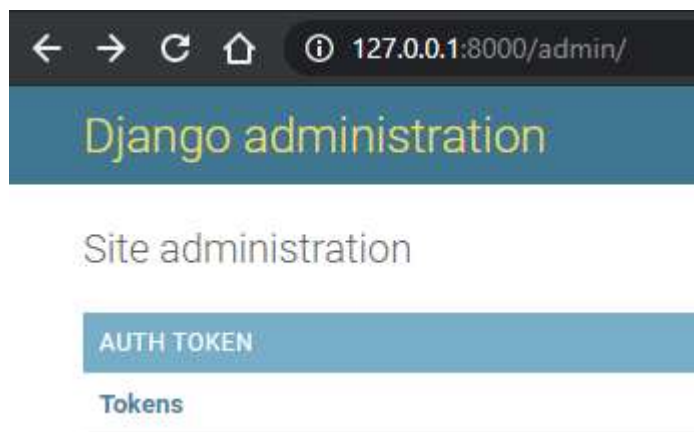 127.0.0.1:8000/admin/
Django administration
Site administration
AUTH TOKEN
Tokens